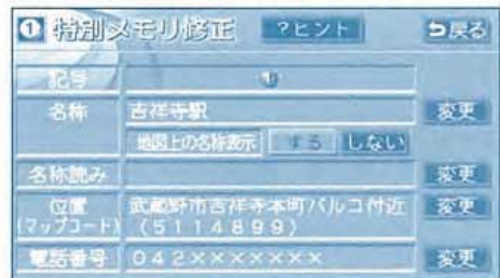 ① 特別メモリ修正 ?ヒント 戻る
記号
名称 吉祥寺駅 変更
地図上の名称表示 する しない
名称読み 変更
位置 武蔵野市吉祥寺本町パルコ付近 変更
(マップコード) (5114899)
電話番号 042××××××× 変更